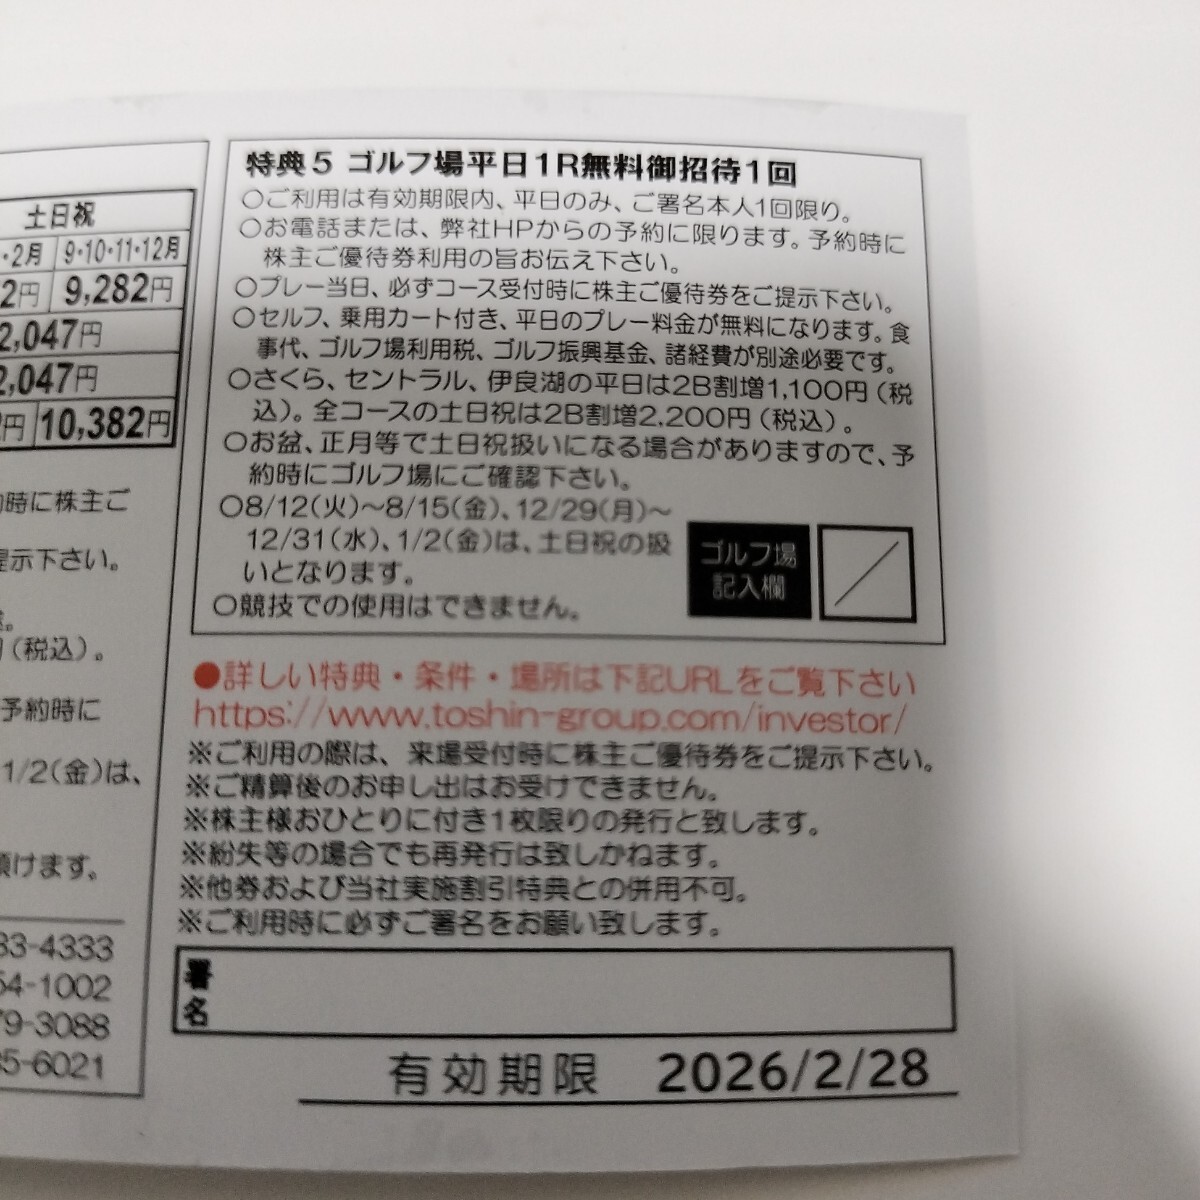 土日祝
・2月 9・10・11・12月
2円 9,282円
2,047円
2,047円
円 10,382円
時に株主ご
提示下さい。
(税込)。
予約時に
1/2(金)は、
頂けます。
33-4333
54-1002
79-3088
35-6021
特典5 ゴルフ場平日1R無料御招待1回
○ご利用は有効期限内、平日のみ、ご署名本人1回限り。
○お電話または、弊社HPからの予約に限ります。予約時に
株主ご優待券利用の旨お伝え下さい。
○プレー当日、必ずコース受付時に株主ご優待券をご提示下さい。
○セルフ、乗用カート付き、平日のプレー料金が無料になります。食
事代、ゴルフ場利用税、ゴルフ振興基金、諸経費が別途必要です。
○さくら、セントラル、伊良湖の平日は2B割増1,100円(税
込)。全コースの土日祝は2B割増2,200円(税込)。
○お盆、正月等で土日祝扱いになる場合がありますので、予
約時にゴルフ場にご確認下さい。
○8/12(火)〜8/15(金)、12/29(月)〜
12/31(水)、1/2(金)は、土日祝の扱
いとなります。
○競技での使用はできません。
ゴルフ場
記入欄
●詳しい特典・条件・場所は下記URLをご覧下さい
https://www.toshin-group.com/investor/
※ご利用の際は、来場受付時に株主ご優待券をご提示下さい。
※ご精算後のお申し出はお受けできません。
※株主様おひとりに付き1枚限りの発行と致します。
※紛失等の場合でも再発行は致しかねます。
※他券および当社実施割引特典との併用不可。
※ご利用時に必ずご署名をお願い致します。
署
名
有効期限 2026/2/28